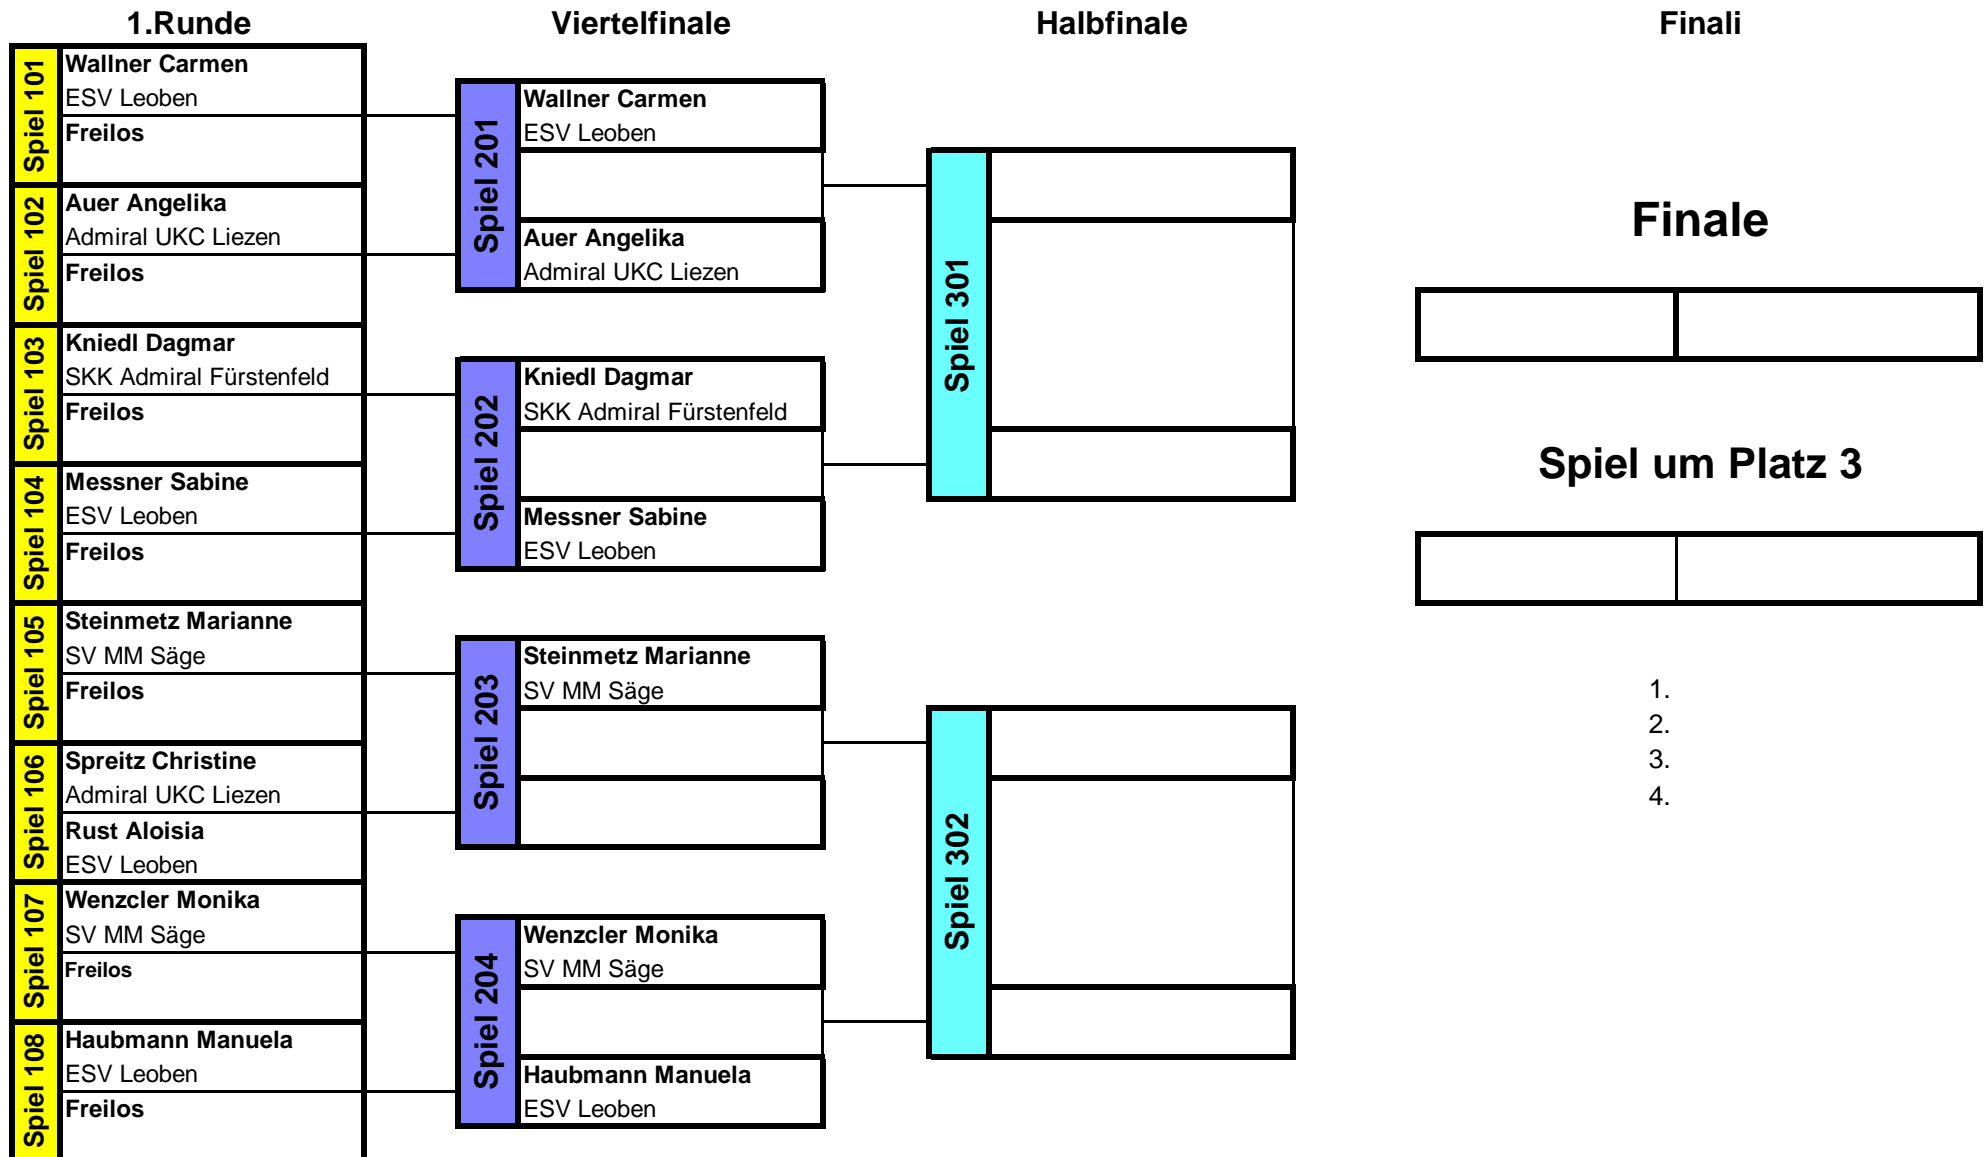 1.Runde
Viertelfinale
Halbfinale
Finali
Spiel 101
Wallner Carmen
ESV Leoben
Freilos
Spiel 102
Auer Angelika
Admiral UKC Liezen
Freilos
Spiel 103
Kniedl Dagmar
SKK Admiral Fürstenfeld
Freilos
Spiel 104
Messner Sabine
ESV Leoben
Freilos
Spiel 105
Steinmetz Marianne
SV MM Säge
Freilos
Spiel 106
Spreitz Christine
Admiral UKC Liezen
Rust Aloisia
ESV Leoben
Spiel 107
Wenzcler Monika
SV MM Säge
Freilos
Spiel 108
Haubmann Manuela
ESV Leoben
Freilos
Spiel 201
Wallner Carmen
ESV Leoben
Auer Angelika
Admiral UKC Liezen
Spiel 202
Kniedl Dagmar
SKK Admiral Fürstenfeld
Messner Sabine
ESV Leoben
Spiel 203
Steinmetz Marianne
SV MM Säge
Spiel 204
Wenzcler Monika
SV MM Säge
Haubmann Manuela
ESV Leoben
Spiel 301
Spiel 302
Finale
Spiel um Platz 3
1.
2.
3.
4.